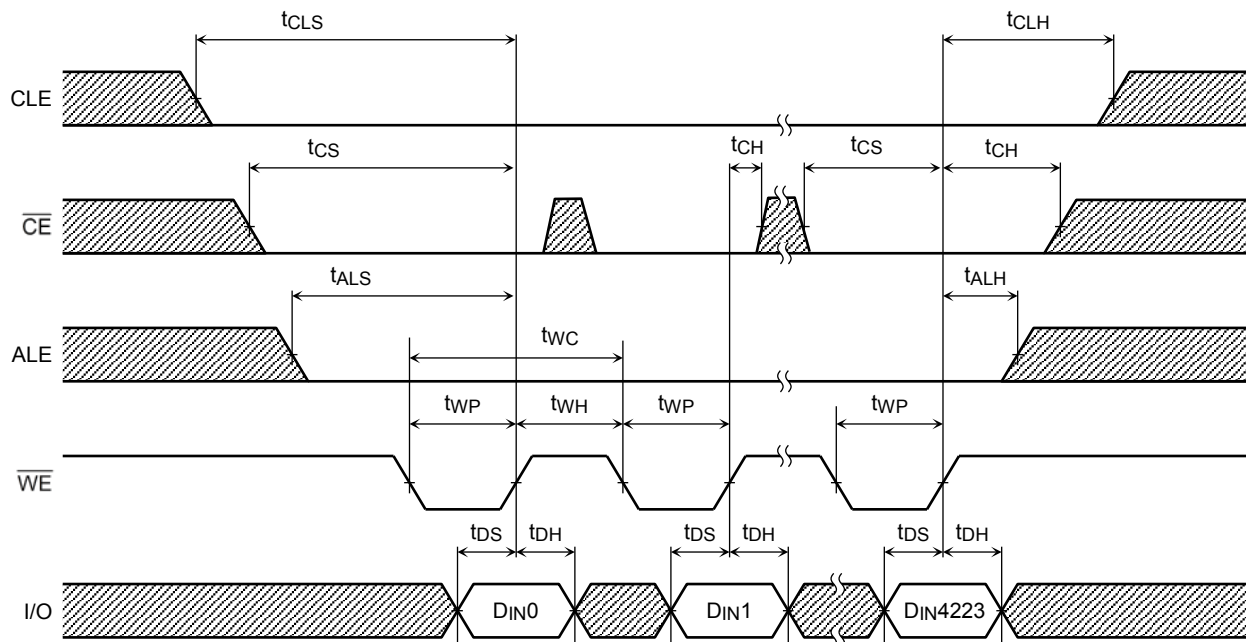 tCLS tCLH
CLE
tCS tCH tCS tCH
CE
tALS tALH
ALE
tWC
tWP tWH tWP tWP
WE
tDS tDH tDS tDH tDS tDH
I/O DIN0 DIN1 DIN4223